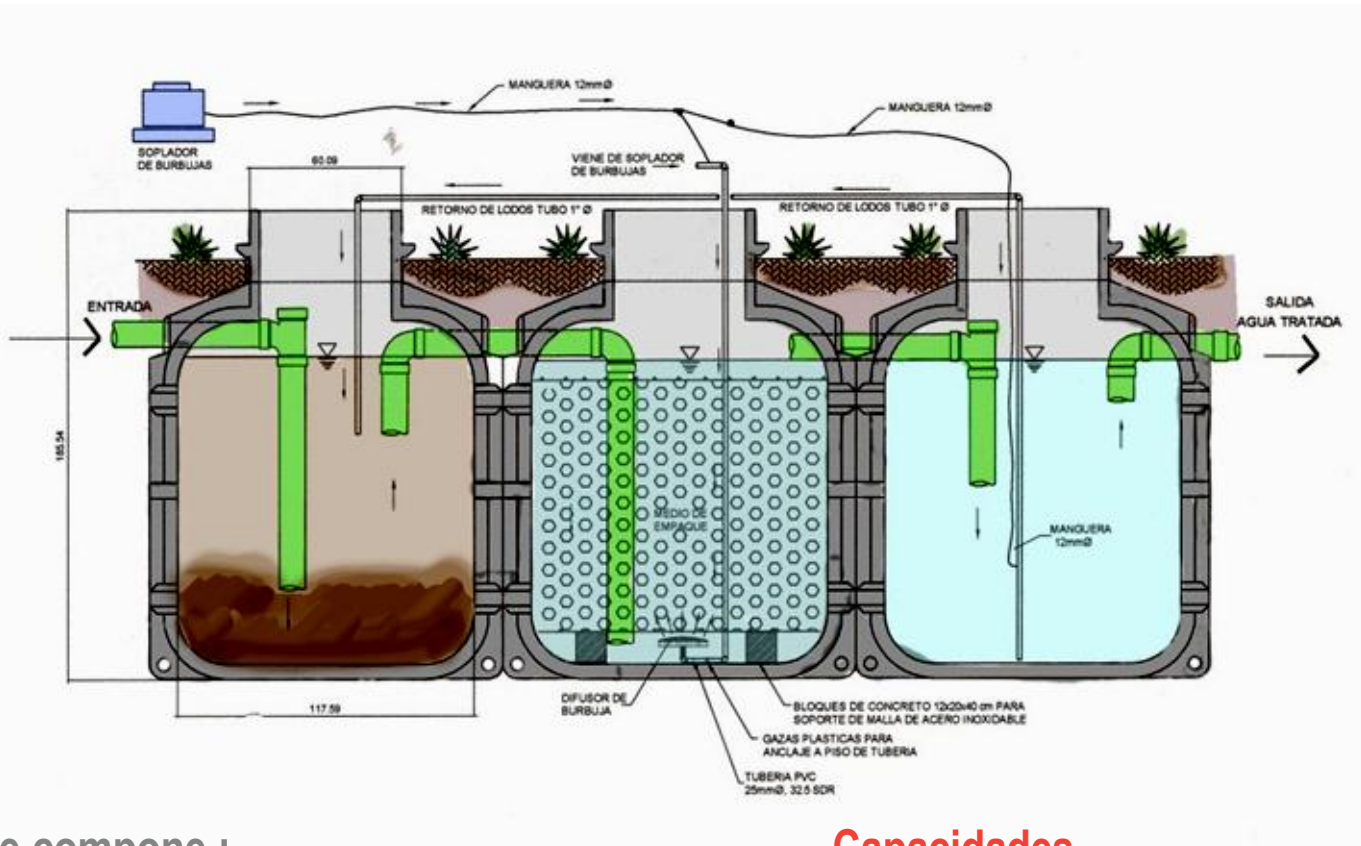 MANGUERA 12mmØ
MANGUERA 12mmØ
SOPLADOR
DE BURBUJAS
60.09
VIENE DE SOPLADOR
DE BURBUJAS
RETORNO DE LODOS TUBO 1" Ø
RETORNO DE LODOS TUBO 1" Ø
ENTRADA
SALIDA
AGUA TRATADA
165.54
MEDIO DE
EMPAQUE
MANGUERA
12mmØ
117.59
DIFUSOR DE
BURBUJA
BLOQUES DE CONCRETO 12x20x40 cm PARA
SOPORTE DE MALLA DE ACERO INOXIDABLE
GAZAS PLASTICAS PARA
ANCLAJE A PISO DE TUBERIA
TUBERIA PVC
25mmØ, 32.5 SDR
e compone :
Capacidades